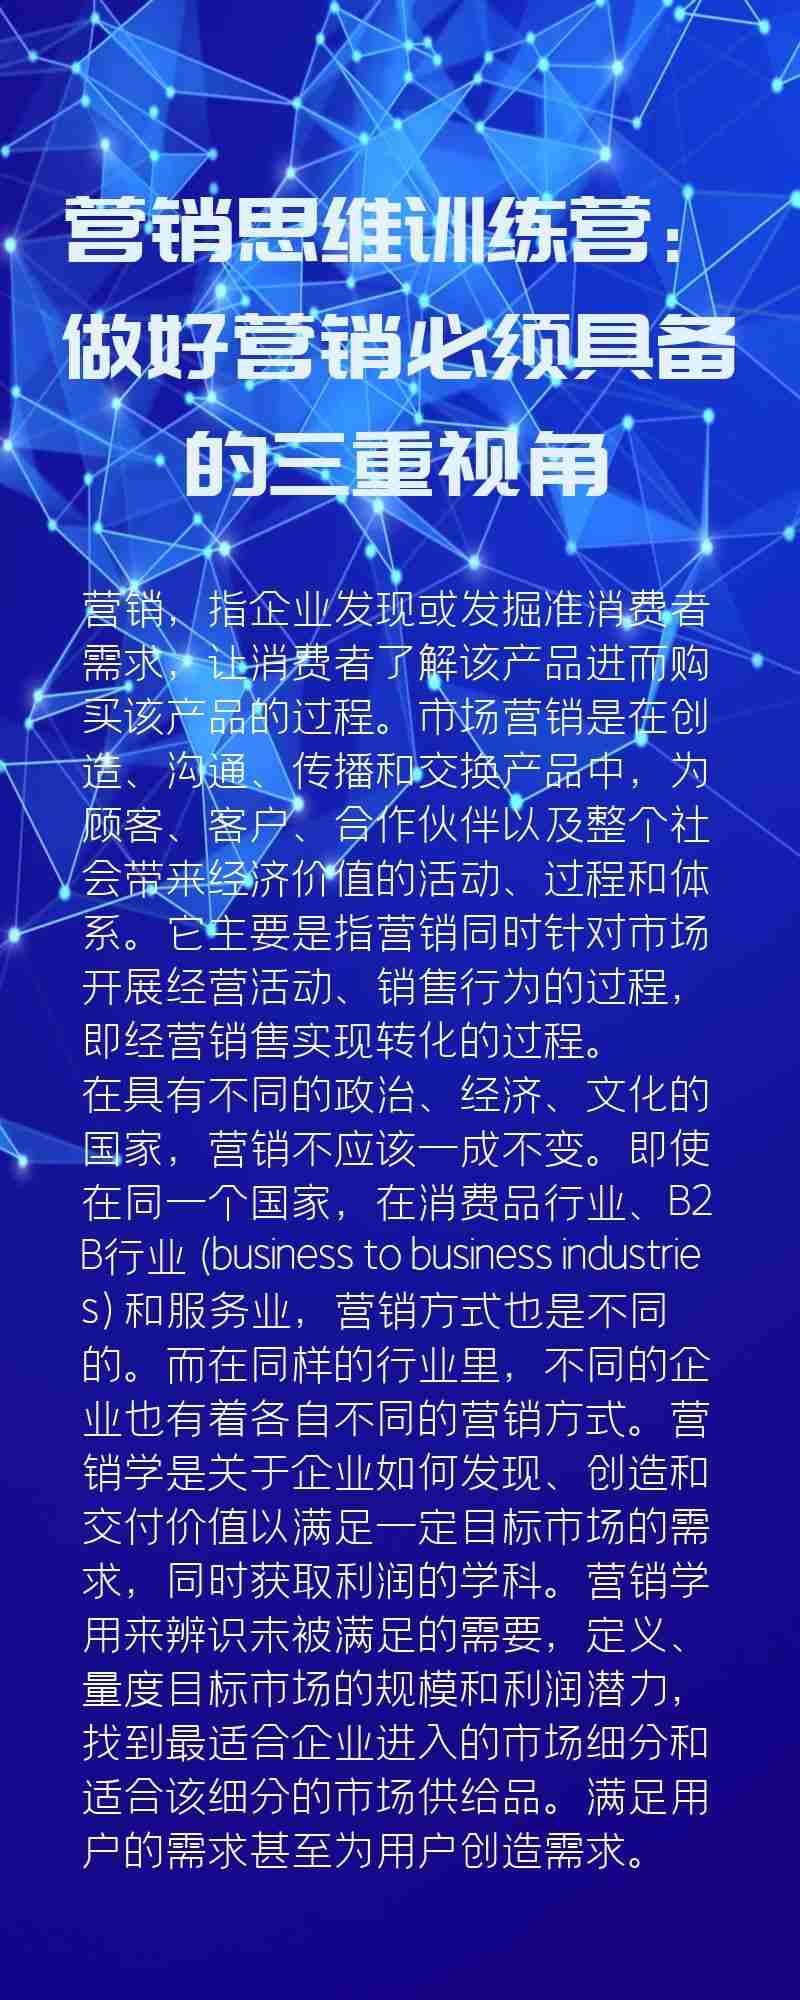 营销思维训练营：
做好营销必须具备
的三重视角
营销，指企业发现或发掘准消费者
需求，让消费者了解该产品进而购
买该产品的过程。市场营销是在创
造、沟通、传播和交换产品中，为
顾客、客户、合作伙伴以及整个社
会带来经济价值的活动、过程和体
系。它主要是指营销同时针对市场
开展经营活动、销售行为的过程，
即经营销售实现转化的过程。
在具有不同的政治、经济、文化的
国家，营销不应该一成不变。即使
在同一个国家，在消费品行业、B2
B行业 (business to business industrie
s) 和服务业，营销方式也是不同
的。而在同样的行业里，不同的企
业也有着各自不同的营销方式。营
销学是关于企业如何发现、创造和
交付价值以满足一定目标市场的需
求，同时获取利润的学科。营销学
用来辨识未被满足的需要，定义、
量度目标市场的规模和利润潜力，
找到最适合企业进入的市场细分和
适合该细分的市场供给品。满足用
户的需求甚至为用户创造需求。